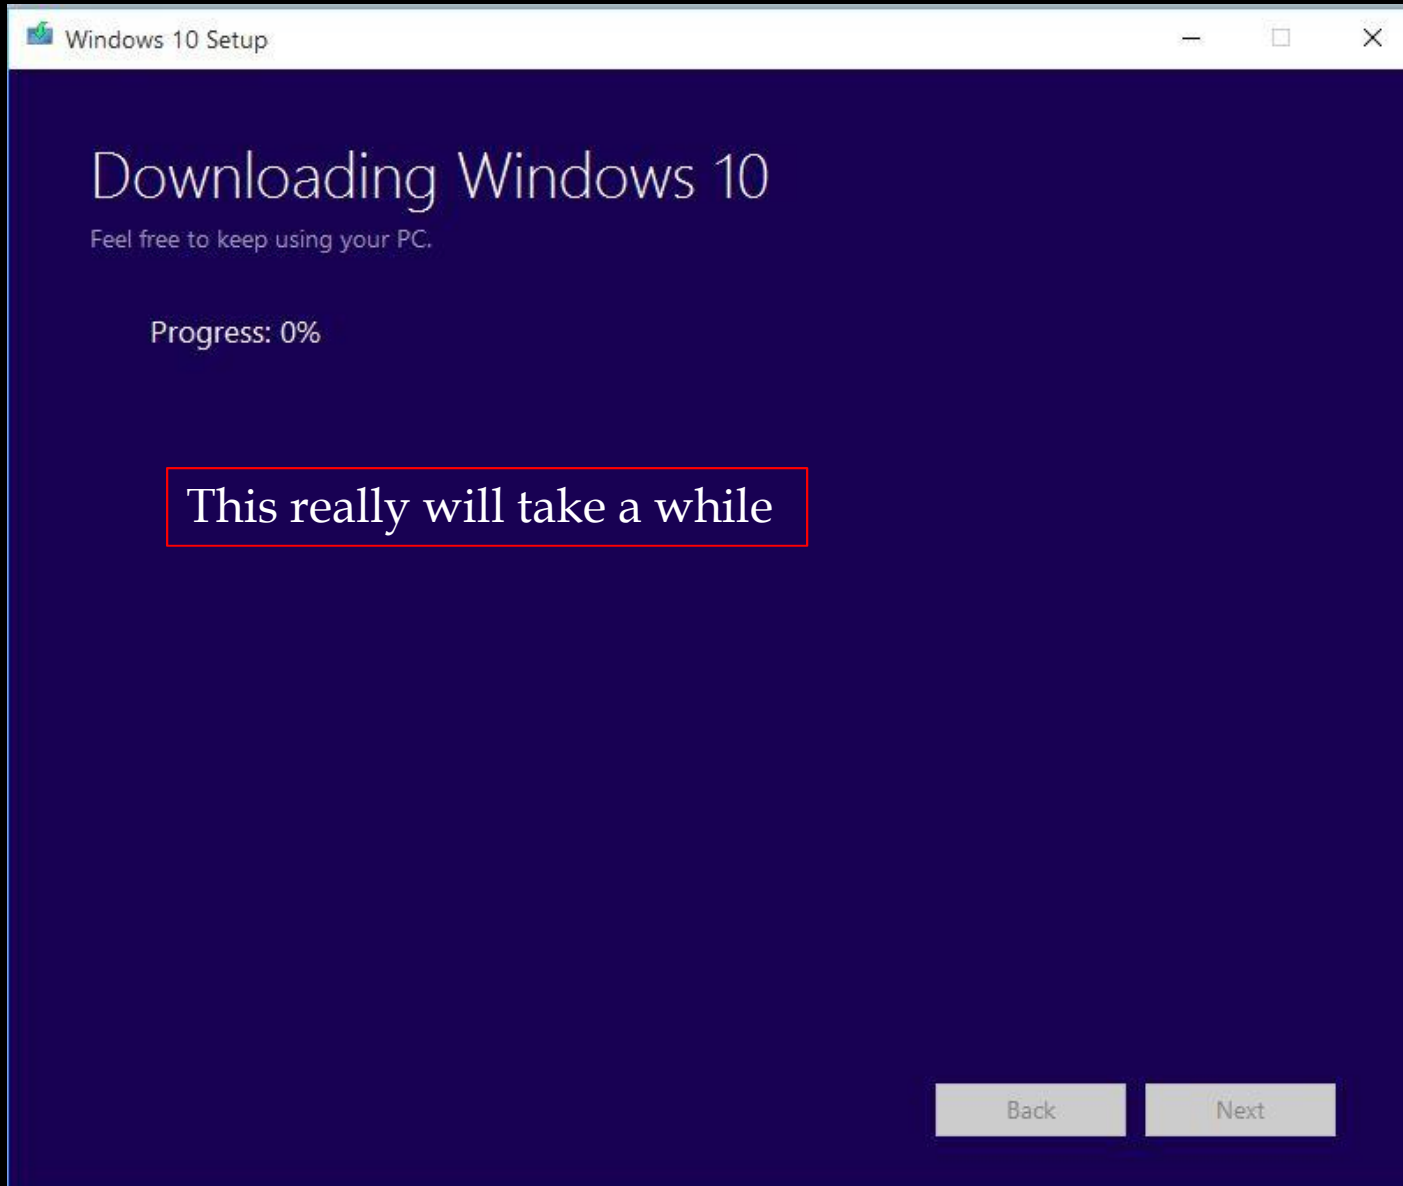 Windows 10 Setup
Downloading Windows 10
Feel free to keep using your PC.
Progress: 0%
This really will take a while
Back
Next